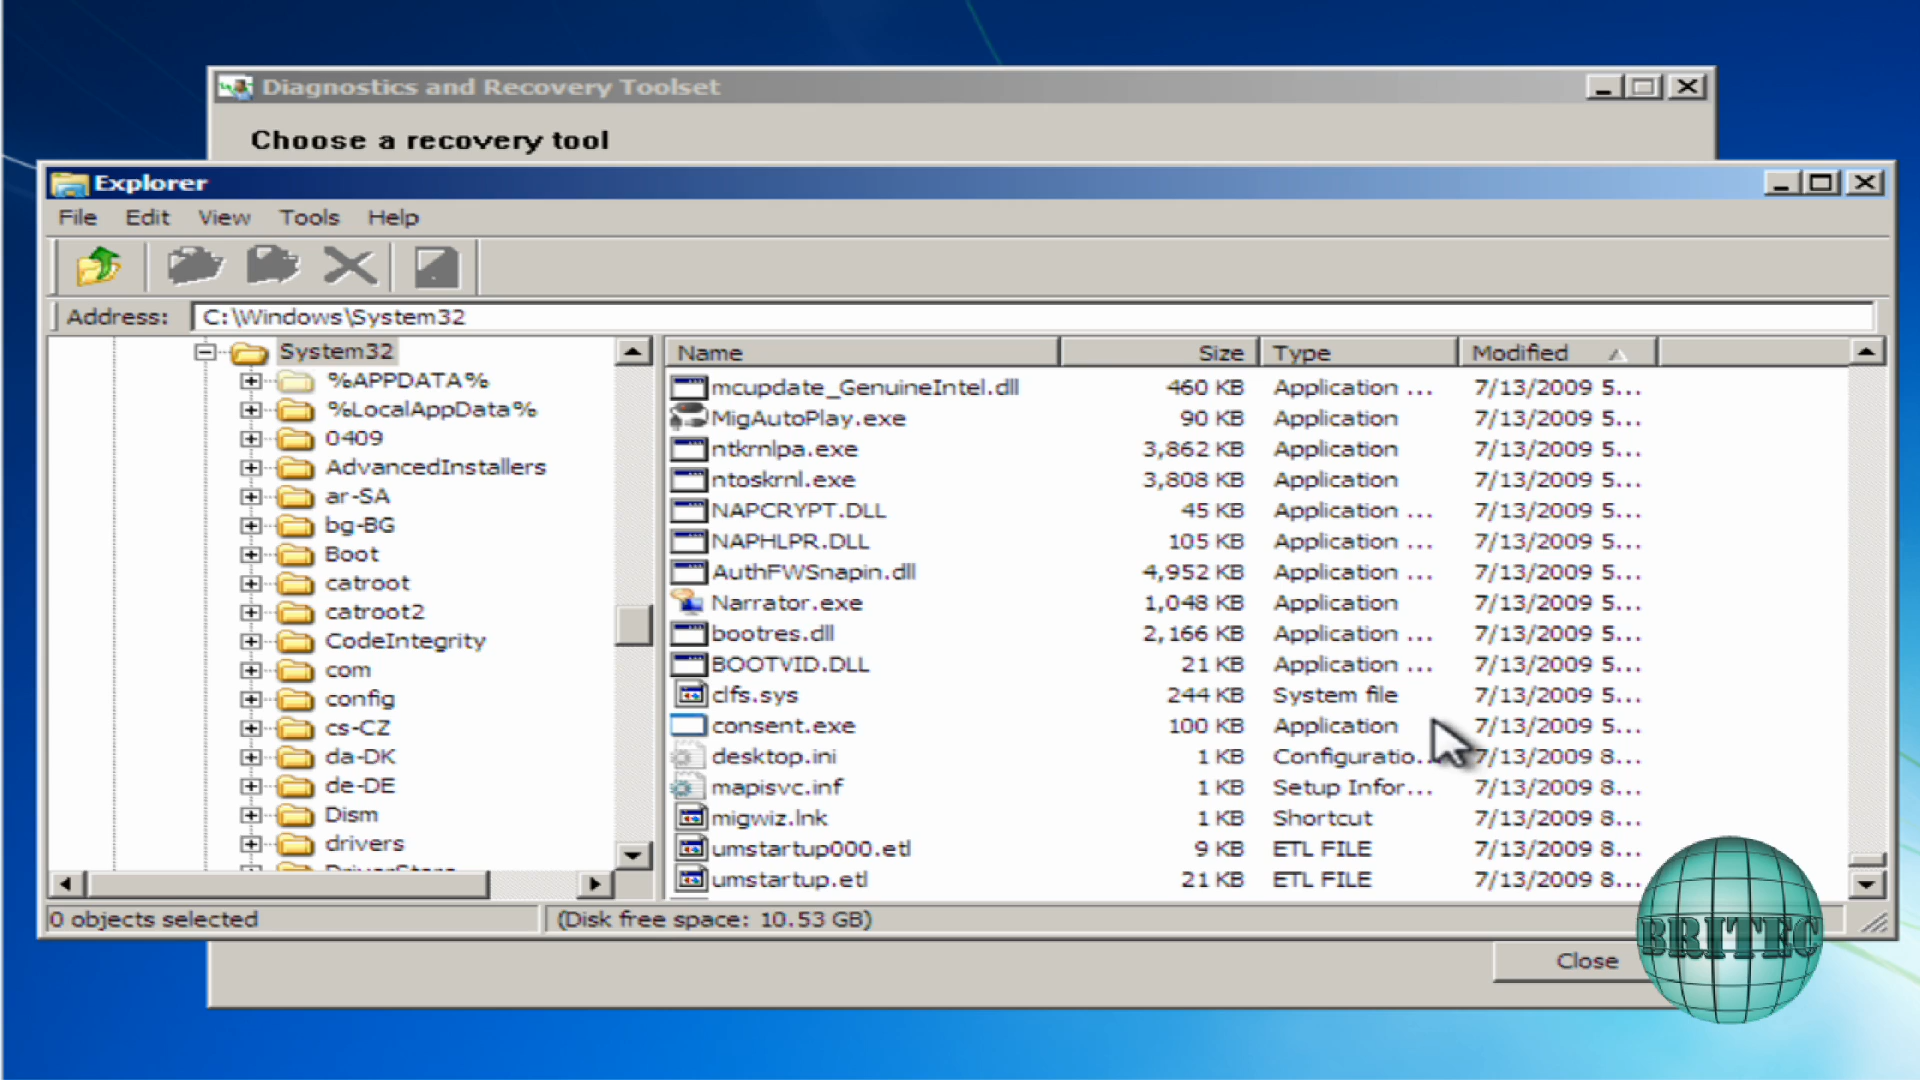 Diagnostics and Recovery Toolset
Choose a recovery tool
Explorer
File Edit View Tools Help
Address: C:\Windows\System32
System32
%APPDATA%
%LocalAppData%
0409
AdvancedInstallers
ar-SA
bg-BG
Boot
catroot
catroot2
CodeIntegrity
com
config
cs-CZ
da-DK
de-DE
Dism
drivers
DriverStore
Name Size Type Modified
mcupdate_GenuineIntel.dll 460 KB Application ... 7/13/2009 5...
MigAutoPlay.exe 90 KB Application 7/13/2009 5...
ntkrnlpa.exe 3,862 KB Application 7/13/2009 5...
ntoskrnl.exe 3,808 KB Application 7/13/2009 5...
NAPCRYPT.DLL 45 KB Application ... 7/13/2009 5...
NAPHLPR.DLL 105 KB Application ... 7/13/2009 5...
AuthFWSnapin.dll 4,952 KB Application ... 7/13/2009 5...
Narrator.exe 1,048 KB Application 7/13/2009 5...
bootres.dll 2,166 KB Application ... 7/13/2009 5...
BOOTVID.DLL 21 KB Application ... 7/13/2009 5...
clfs.sys 244 KB System file 7/13/2009 5...
consent.exe 100 KB Application 7/13/2009 5...
desktop.ini 1 KB Configuratio... 7/13/2009 8...
mapisvc.inf 1 KB Setup Infor... 7/13/2009 8...
migwiz.lnk 1 KB Shortcut 7/13/2009 8...
umstartup000.etl 9 KB ETL FILE 7/13/2009 8...
umstartup.etl 21 KB ETL FILE 7/13/2009 8...
0 objects selected (Disk free space: 10.53 GB)
Close
BRITEC